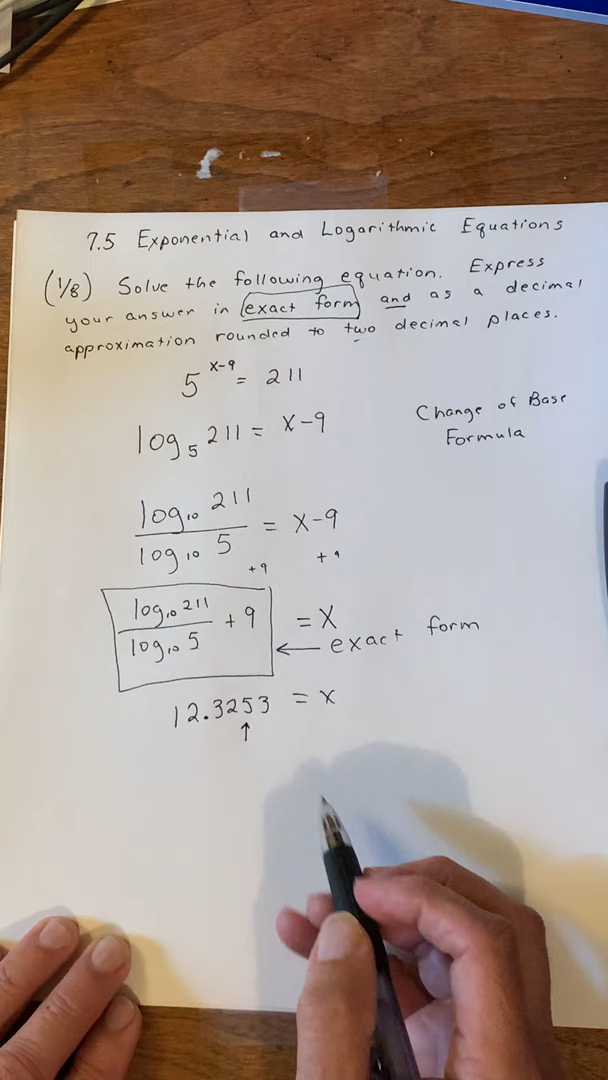 7.5 Exponential and Logarithmic Equations
(1/8) Solve the following equation. Express
your answer in exact form and as a decimal
approximation rounded to two decimal places.
5^(x-9) = 211
log₅ 211 = x-9
Change of Base
Formula
log₁₀ 211 / log₁₀ 5 = x-9
+9 +9
log₁₀ 211 / log₁₀ 5 + 9 = x
← exact form
12.3253 = x
↑